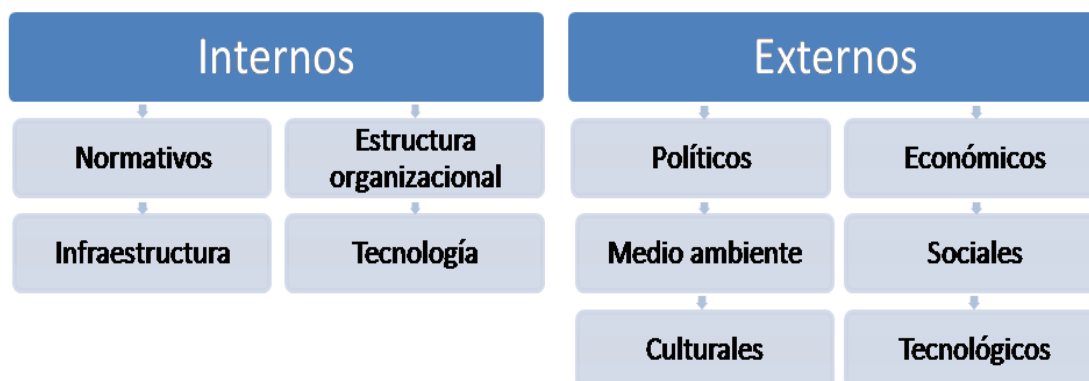 Internos
Externos
Normativos
Estructura
organizacional
Infraestructura
Tecnología
Políticos
Económicos
Medio ambiente
Sociales
Culturales
Tecnológicos